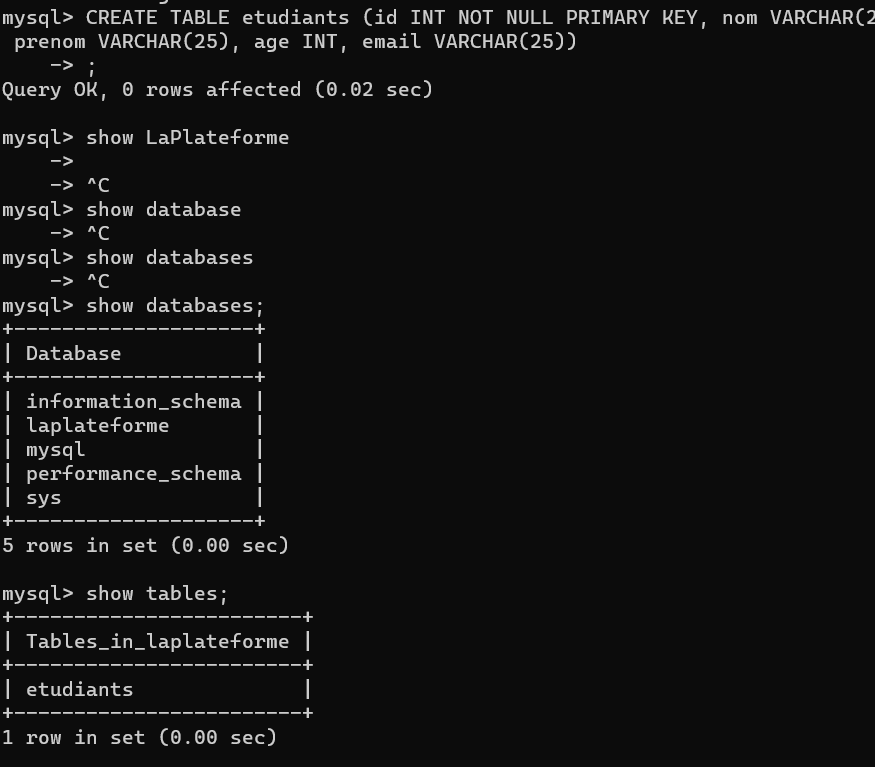 mysql> CREATE TABLE etudiants (id INT NOT NULL PRIMARY KEY, nom VARCHAR(2
 prenom VARCHAR(25), age INT, email VARCHAR(25))
    -> ;
Query OK, 0 rows affected (0.02 sec)

mysql> show LaPlateforme
    ->
    -> ^C
mysql> show database
    -> ^C
mysql> show databases
    -> ^C
mysql> show databases;
+--------------------+
| Database           |
+--------------------+
| information_schema |
| laplateforme       |
| mysql              |
| performance_schema |
| sys                |
+--------------------+
5 rows in set (0.00 sec)

mysql> show tables;
+------------------------+
| Tables_in_laplateforme |
+------------------------+
| etudiants              |
+------------------------+
1 row in set (0.00 sec)